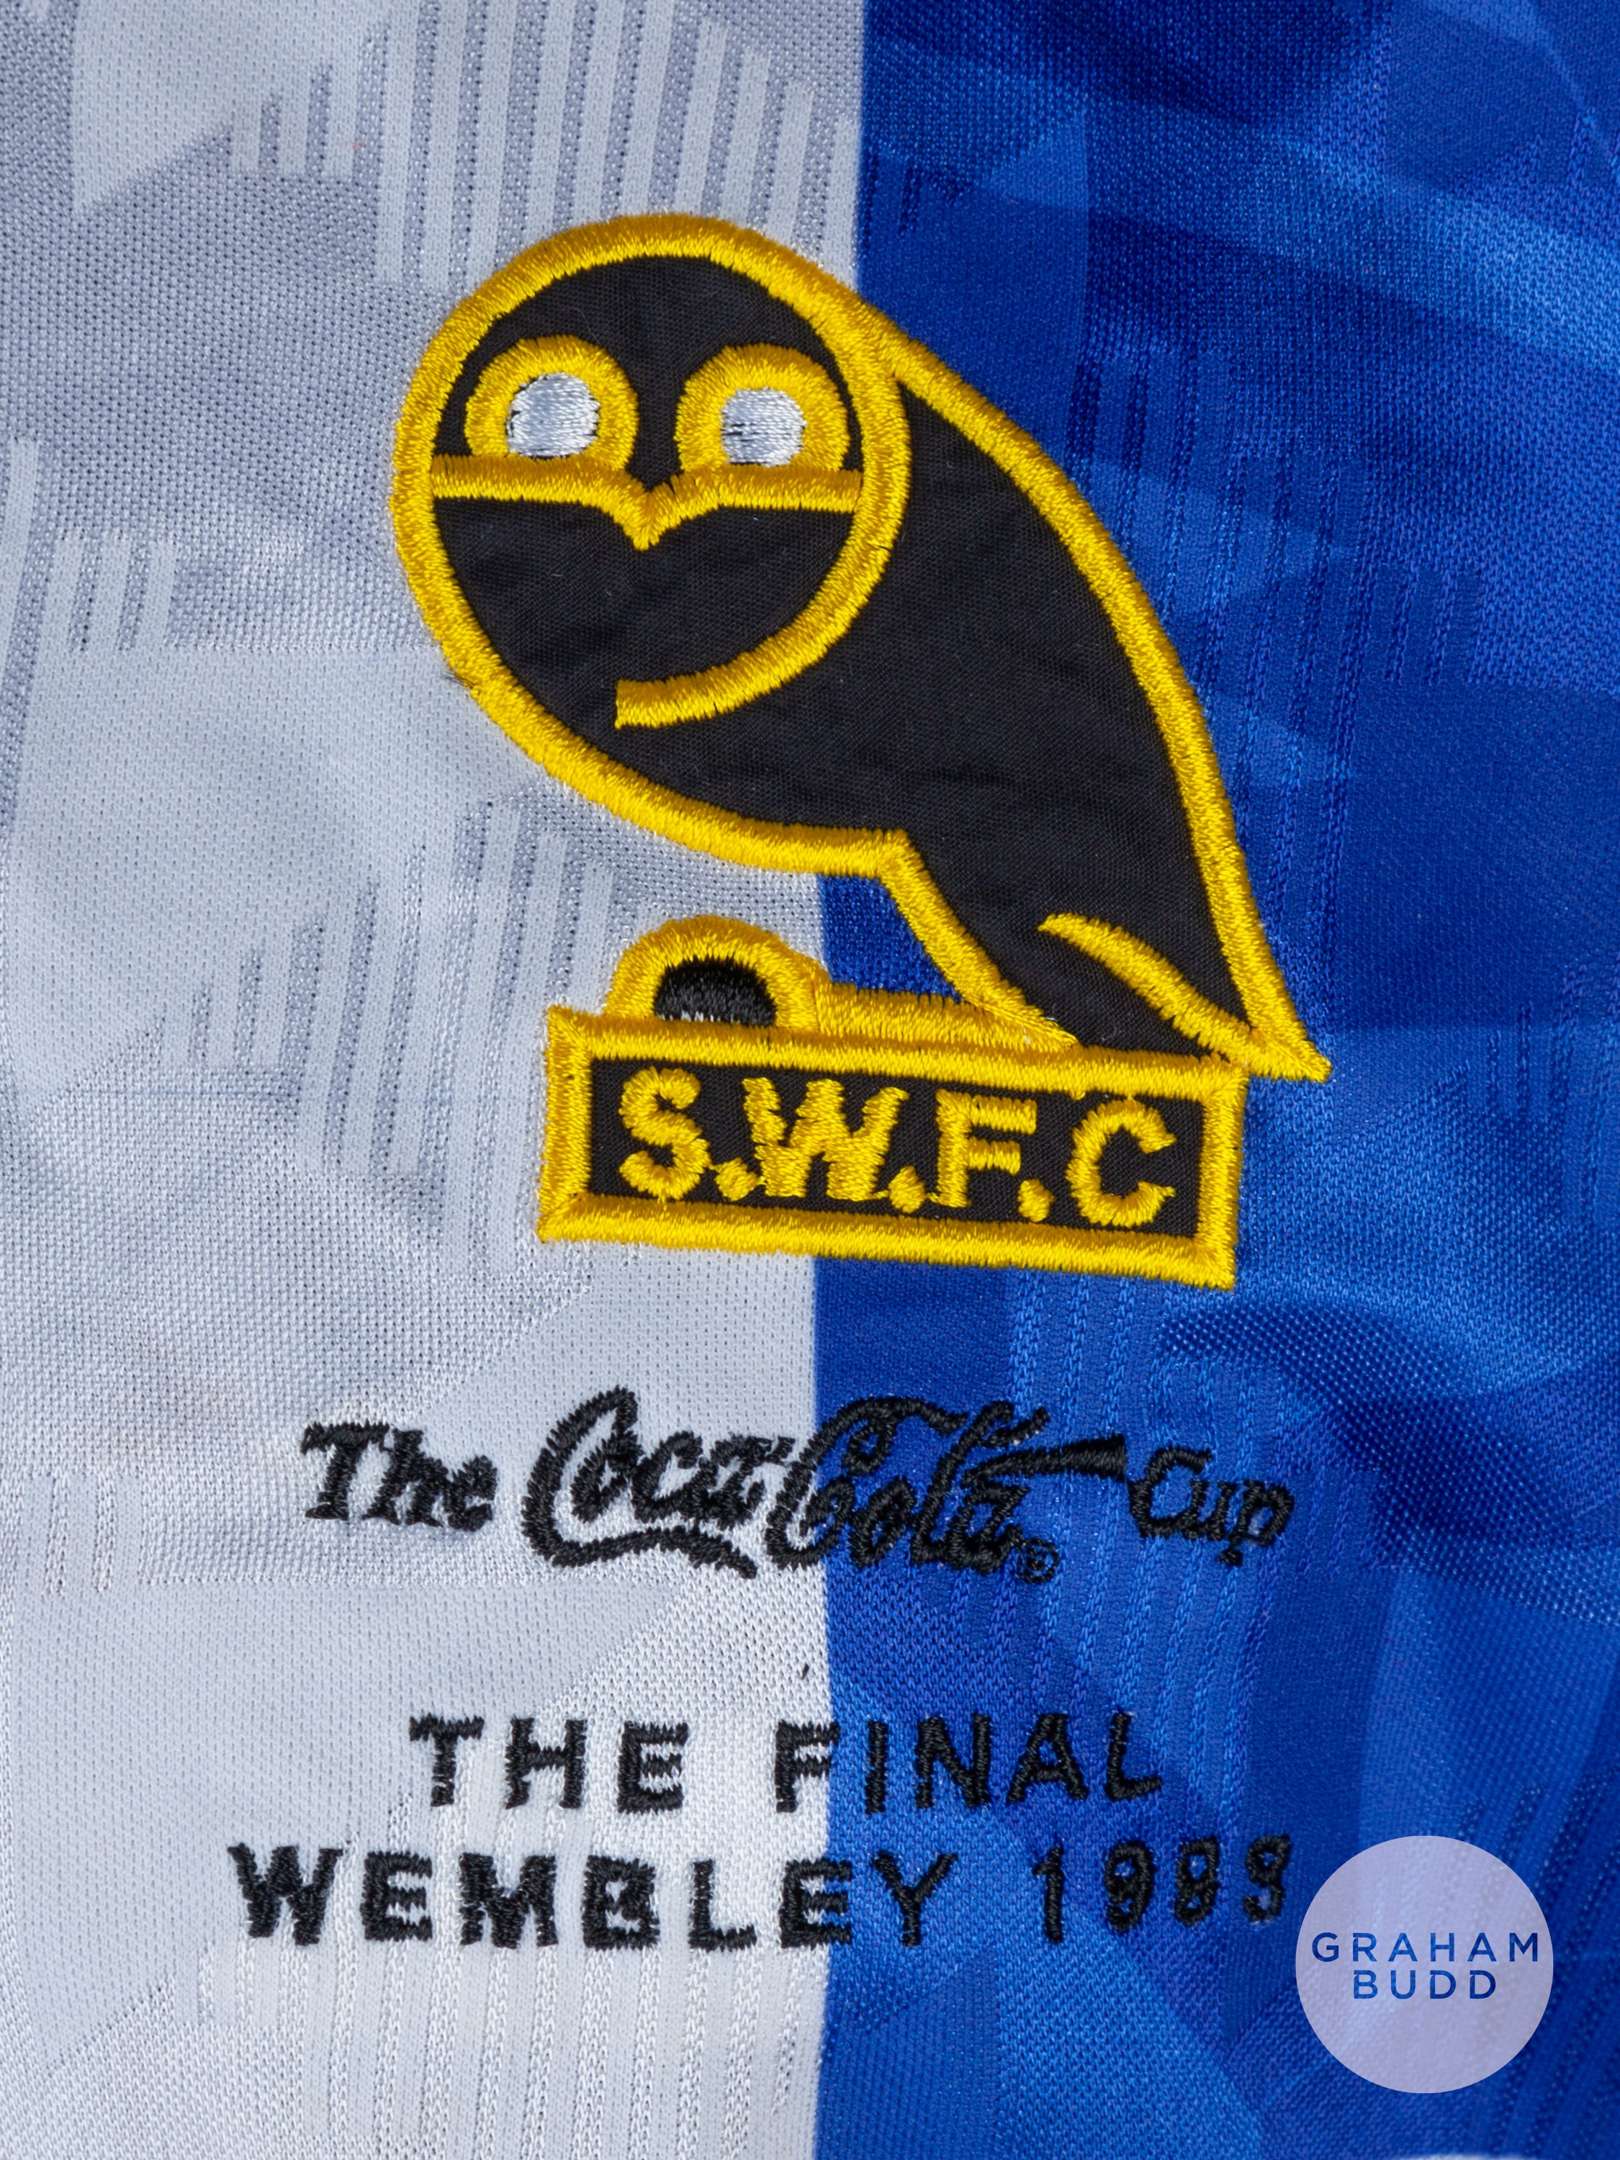 S.W.F.C
The Coca-Cola Cup
THE FINAL
WEMBLEY 1993
GRAHAM
BUDD